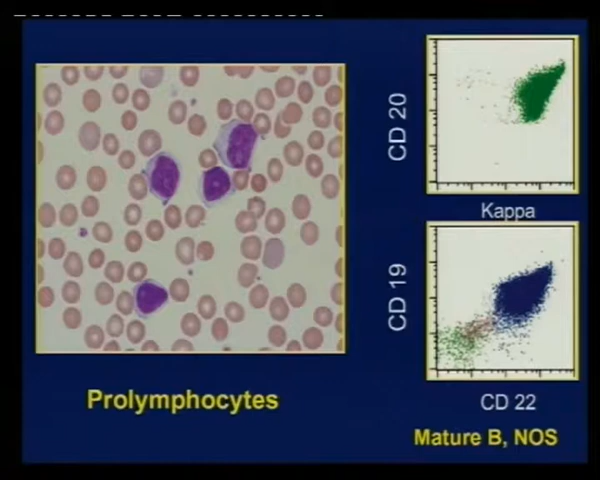 CD 20
Kappa
CD 19
CD 22
Prolymphocytes
Mature B, NOS